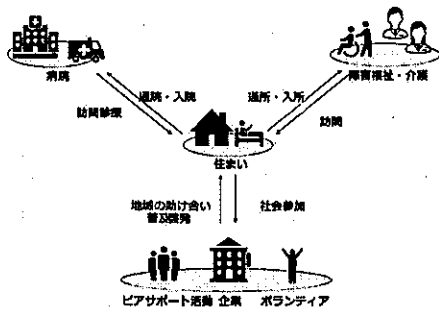 病院
障害福祉・介護
通院・入院
通所・入所
訪問診療
訪問
住まい
地域の助け合い
普及啓発
社会参加
ピアサポート活動 企業 ボランティア